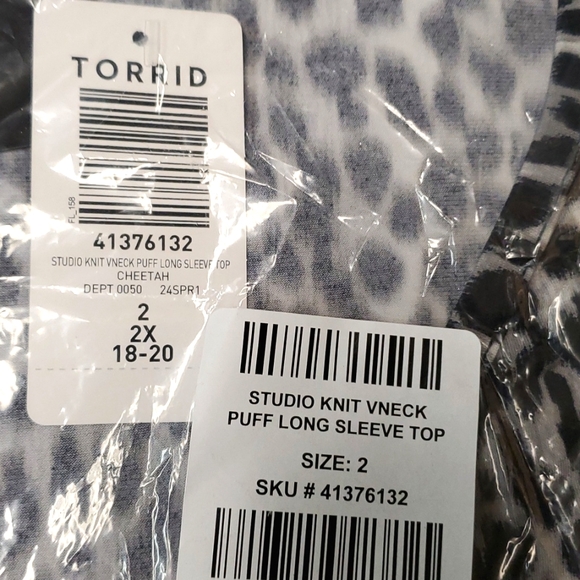 TORRID
FL_158
41376132
STUDIO KNIT VNECK PUFF LONG SLEEVE TOP
CHEETAH
DEPT 0050 24SPR1
2
2X
18-20
STUDIO KNIT VNECK
PUFF LONG SLEEVE TOP
SIZE: 2
SKU # 41376132